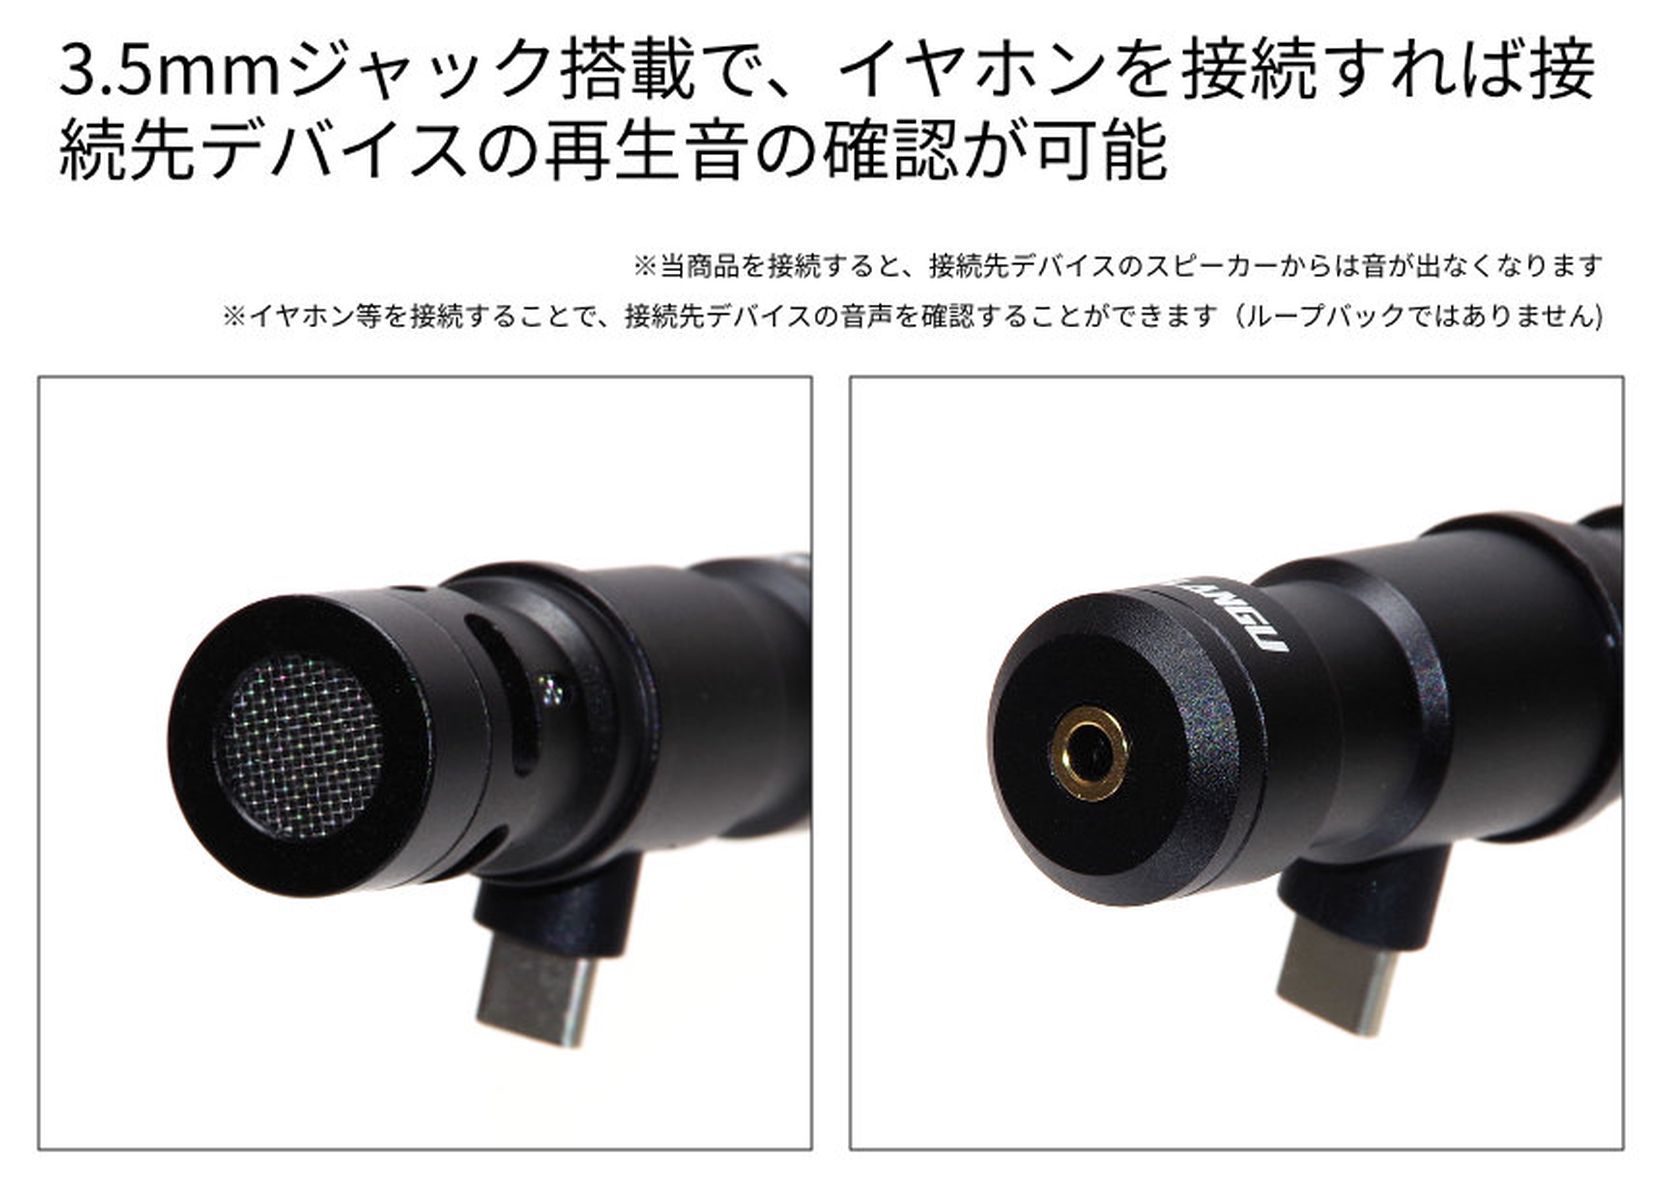 3.5mmジャック搭載で、イヤホンを接続すれば接
続先デバイスの再生音の確認が可能
※当商品を接続すると、接続先デバイスのスピーカーからは音が出なくなります
※イヤホン等を接続することで、接続先デバイスの音声を確認することができます（ループバックではありません)